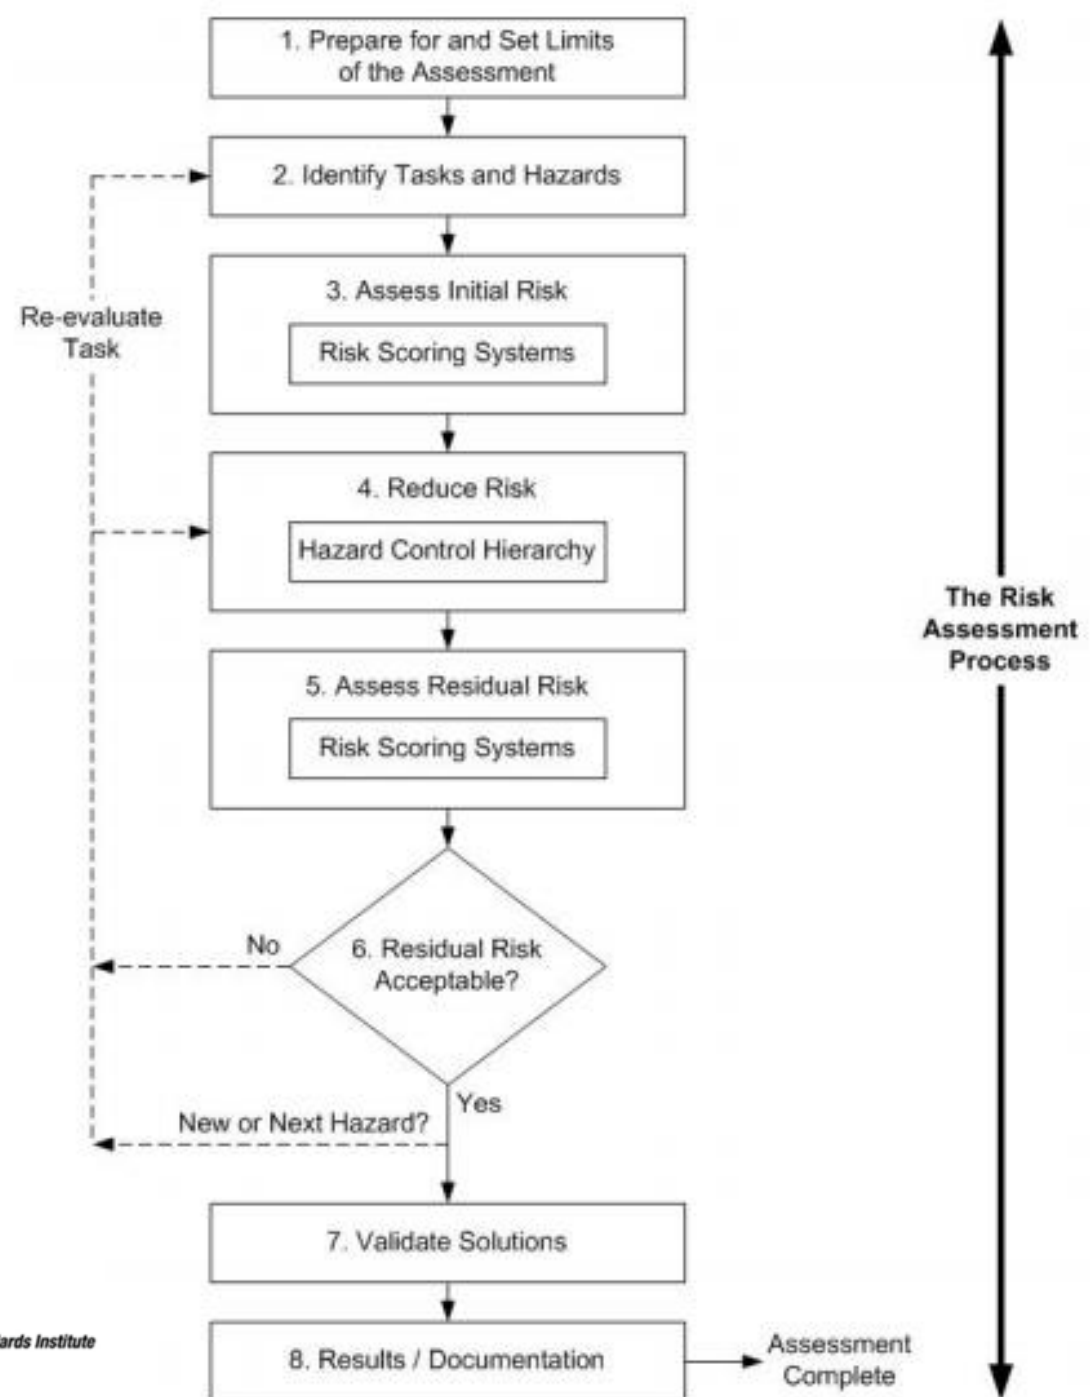 1. Prepare for and Set Limits
of the Assessment
2. Identify Tasks and Hazards
3. Assess Initial Risk
Risk Scoring Systems
Re-evaluate
Task
4. Reduce Risk
Hazard Control Hierarchy
The Risk
Assessment
Process
5. Assess Residual Risk
Risk Scoring Systems
No
6. Residual Risk
Acceptable?
Yes
New or Next Hazard?
7. Validate Solutions
ards Institute
8. Results / Documentation
Assessment
Complete